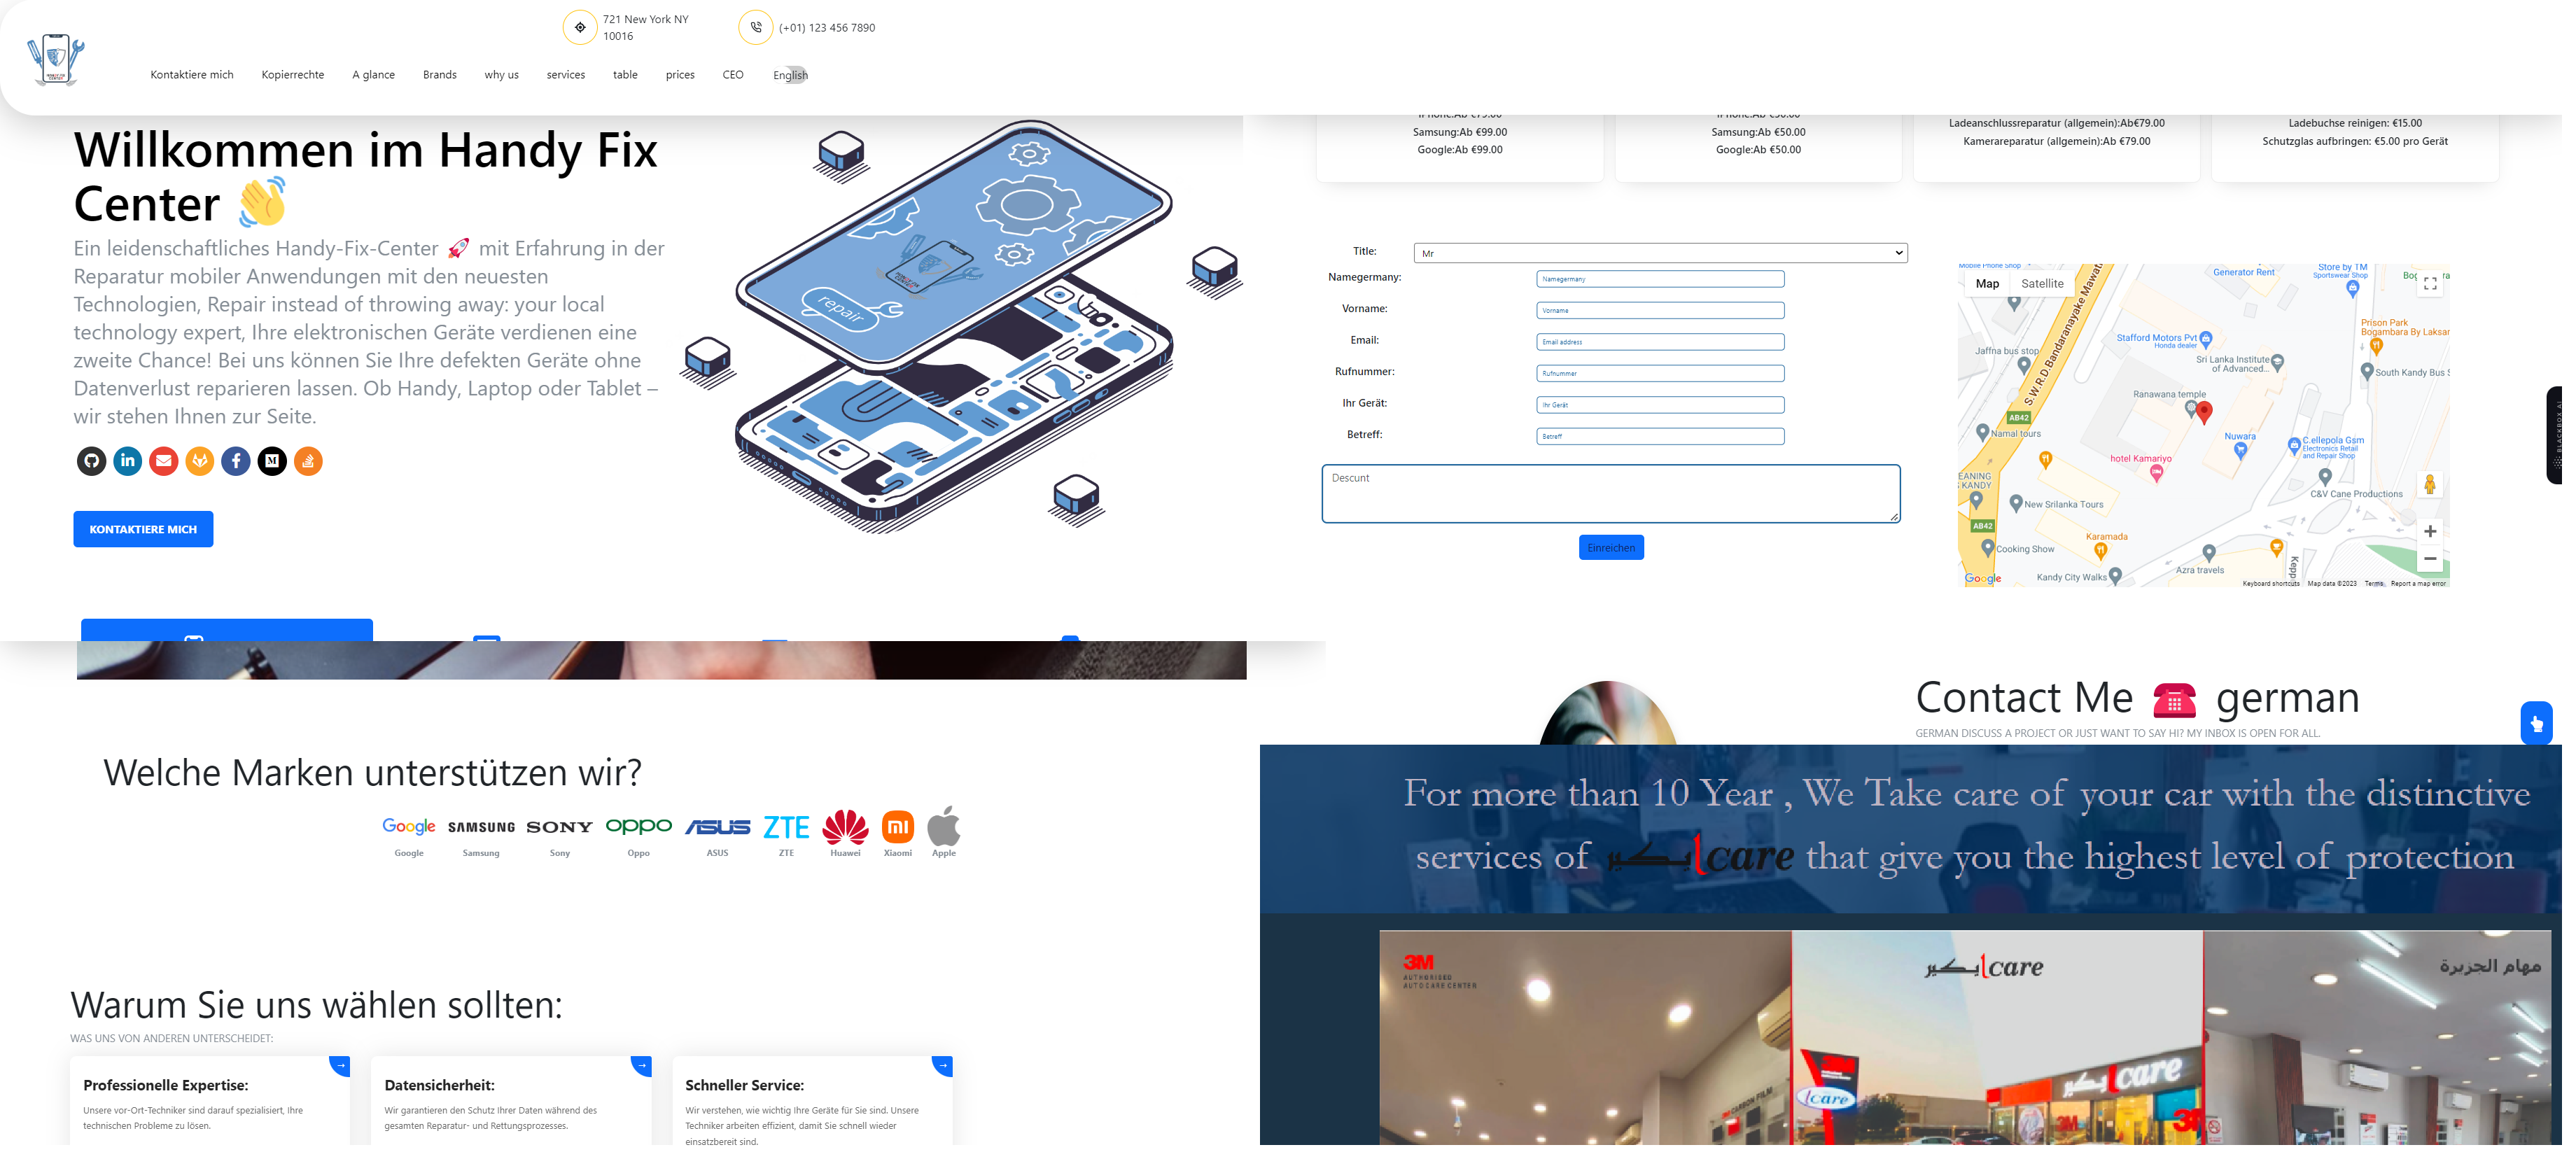 721 New York NY
10016
(+01) 123 456 7890
Kontaktiere mich
Kopierrechte
A glance
Brands
why us
services
table
prices
CEO
English
Willkommen im Handy Fix
Center
Ein leidenschaftliches Handy-Fix-Center mit Erfahrung in der
Reparatur mobiler Anwendungen mit den neuesten
Technologien, Repair instead of throwing away: your local
technology expert, Ihre elektronischen Geräte verdienen eine
zweite Chance! Bei uns können Sie Ihre defekten Geräte ohne
Datenverlust reparieren lassen. Ob Handy, Laptop oder Tablet –
wir stehen Ihnen zur Seite.
KONTAKTIERE MICH
repair
Samsung:Ab €99.00
Google:Ab €99.00
Samsung:Ab €50.00
Google:Ab €50.00
Ladeanschlussreparatur (allgemein):Ab€79.00
Kamerareparatur (allgemein):Ab €79.00
Ladebuchse reinigen: €15.00
Schutzglas aufbringen: €5.00 pro Gerät
Title:
Mr
Namegermany:
Namegermany
Vorname:
Vorname
Email:
Email address
Rufnummer:
Rufnummer
Ihr Gerät:
Ihr Gerät
Betreff:
Betreff
Descunt
Einreichen
Map
Satellite
Mobile Phone Shop
Generator Rent
Store by TM
Sportswear Shop
S.W.R.D.Bandaranayake Mawat
Prison Park
Bogambara By Laksar
Stafford Motors Pvt
Honda dealer
Jaffna bus stop
Sri Lanka Institute
of Advanced...
South Kandy Bus S
Ranawana temple
AB42
Namal tours
Nuwara
C.ellepola Gsm
Electronics Retail
and Repair Shop
hotel Kamariyo
EANING
KANDY
C&V Cane Productions
New Srilanka Tours
AB42
Karamada
Cooking Show
Azra travels
Kandy City Walks
Kepp
Google
Keyboard shortcuts
Map data ©2023
Terms
Report a map error
BLACKBOX AI
Contact Me german
GERMAN DISCUSS A PROJECT OR JUST WANT TO SAY HI? MY INBOX IS OPEN FOR ALL.
Welche Marken unterstützen wir?
Google SAMSUNG SONY oppo ASUS ZTE mi
Google
Samsung
Sony
Oppo
ASUS
ZTE
Huawei
Xiaomi
Apple
Warum Sie uns wählen sollten:
WAS UNS VON ANDEREN UNTERSCHEIDET:
Professionelle Expertise:
Unsere vor-Ort-Techniker sind darauf spezialisiert, Ihre
technischen Probleme zu lösen.
Datensicherheit:
Wir garantieren den Schutz Ihrer Daten während des
gesamten Reparatur- und Rettungsprozesses.
Schneller Service:
Wir verstehen, wie wichtig Ihre Geräte für Sie sind. Unsere
Techniker arbeiten effizient, damit Sie schnell wieder
einsatzbereit sind.
For more than 10 Year , We Take care of your car with the distinctive
services of ايـكير care that give you the highest level of protection
3M
AUTHORISED
AUTO CARE CENTER
ايـكير care
مهام الجزيرة
3M CARBON FILM
3M
icare
ايـكير care
3M